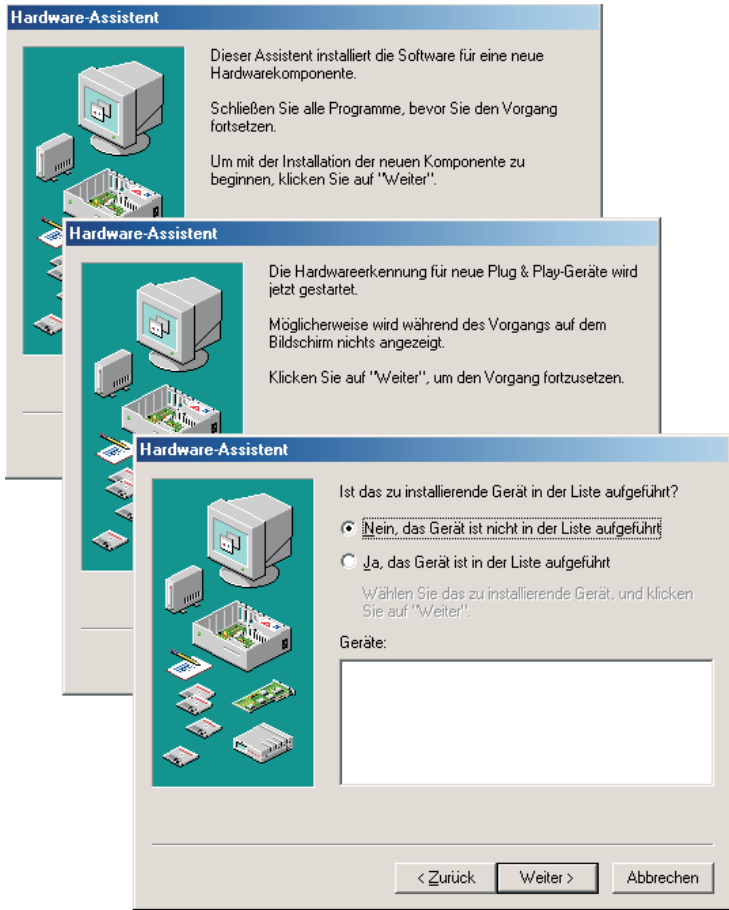 Hardware-Assistent
Dieser Assistent installiert die Software für eine neue
Hardwarekomponente.
Schließen Sie alle Programme, bevor Sie den Vorgang
fortsetzen.
Um mit der Installation der neuen Komponente zu
beginnen, klicken Sie auf "Weiter".
Hardware-Assistent
Die Hardwareerkennung für neue Plug & Play-Geräte wird
jetzt gestartet.
Möglicherweise wird während des Vorgangs auf dem
Bildschirm nichts angezeigt.
Klicken Sie auf "Weiter", um den Vorgang fortzusetzen.
Hardware-Assistent
Ist das zu installierende Gerät in der Liste aufgeführt?
Nein, das Gerät ist nicht in der Liste aufgeführt
Ja, das Gerät ist in der Liste aufgeführt
Wählen Sie das zu installierende Gerät, und klicken
Sie auf "Weiter".
Geräte:
< Zurück
Weiter >
Abbrechen